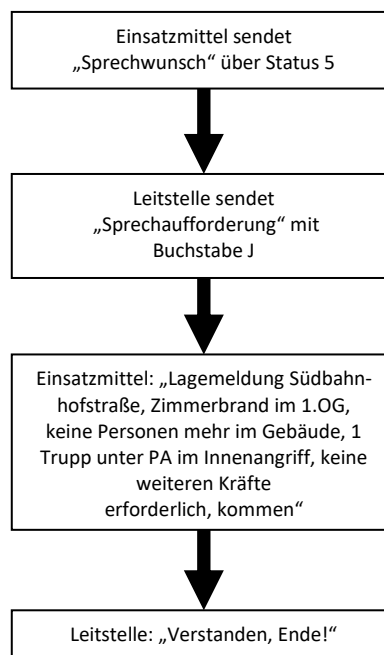 Einsatzmittel sendet
„Sprechwunsch“ über Status 5
Leitstelle sendet
„Sprechaufforderung“ mit
Buchstabe J
Einsatzmittel: „Lagemeldung Südbahn-
hofstraße, Zimmerbrand im 1.OG,
keine Personen mehr im Gebäude, 1
Trupp unter PA im Innenangriff, keine
weiteren Kräfte
erforderlich, kommen“
Leitstelle: „Verstanden, Ende!“